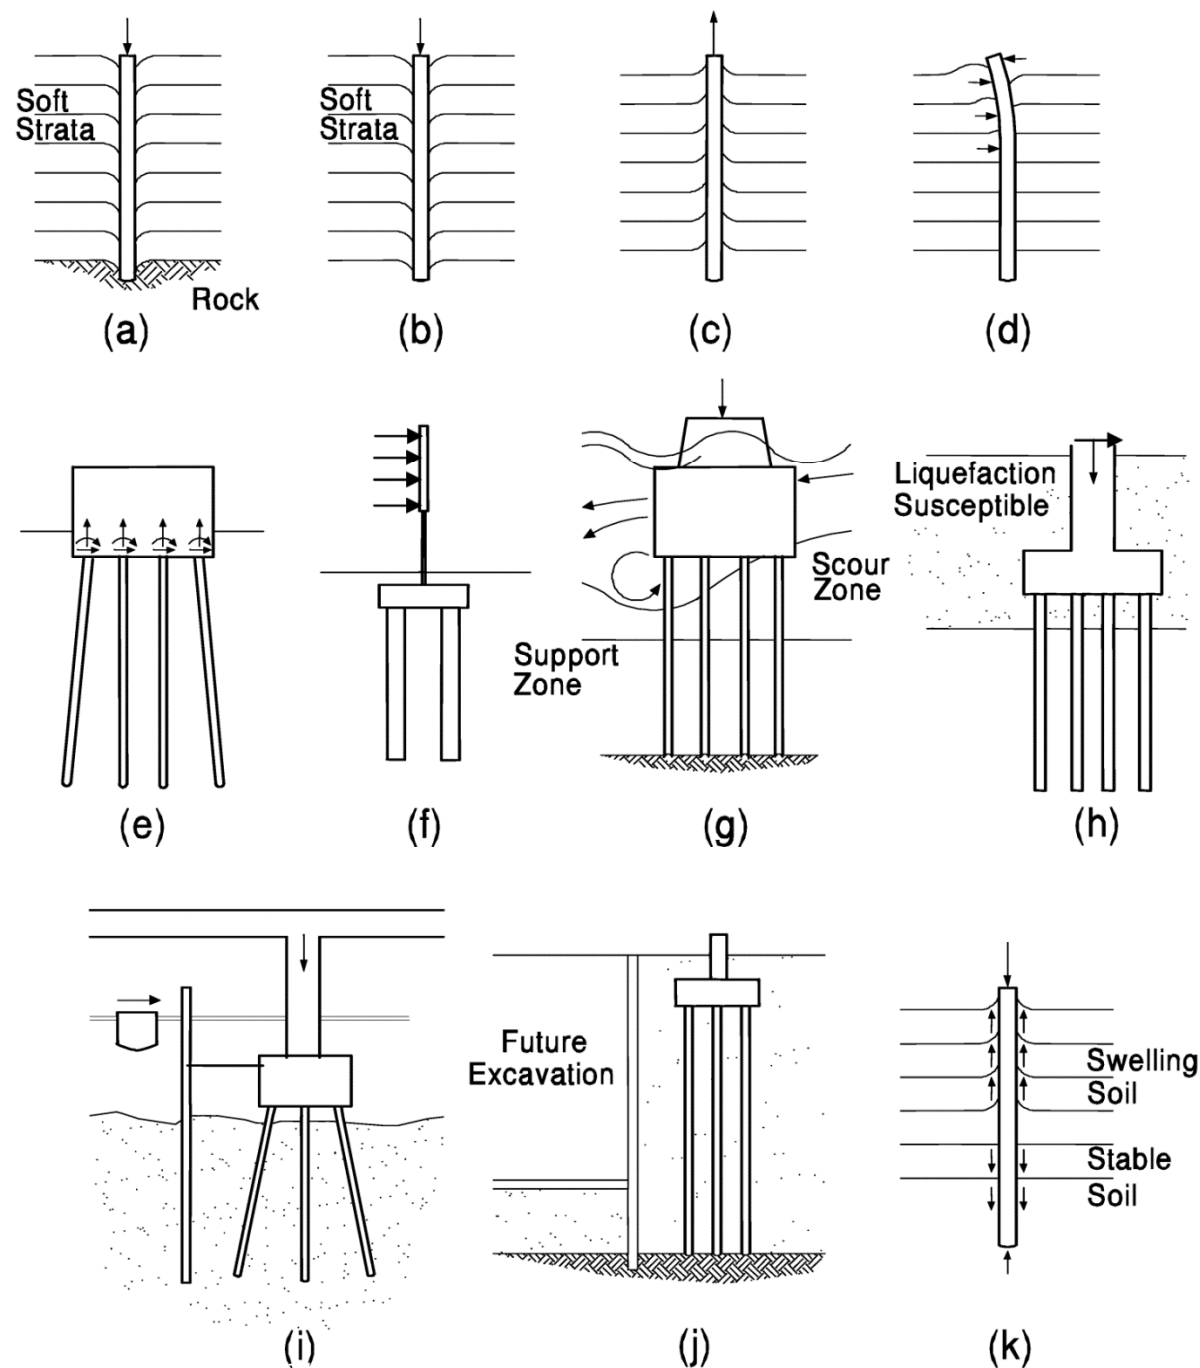 Soft
Strata
Rock
(a)
Soft
Strata
(b)
(c)
(d)
(e)
(f)
Support
Zone
Scour
Zone
(g)
Liquefaction
Susceptible
(h)
(i)
Future
Excavation
(j)
Swelling
Soil
Stable
Soil
(k)